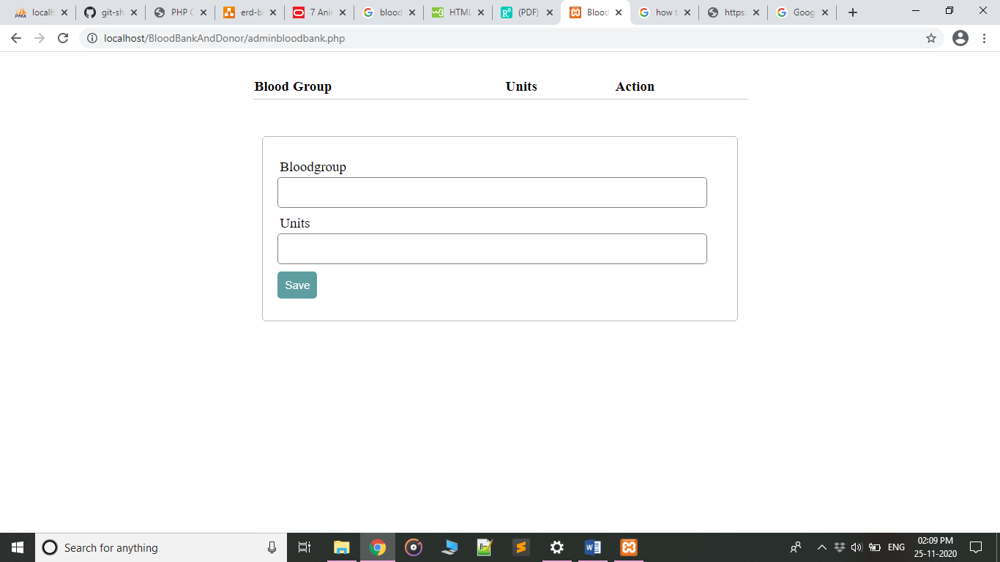 localh
git-sh
PHP C
erd-bl
7 Anir
blood
HTML
(PDF)
Blood
how t
https:
Goog
localhost/BloodBankAndDonor/adminbloodbank.php
Blood Group Units Action
Bloodgroup
Units
Save
Search for anything
ENG
02:09 PM
25-11-2020